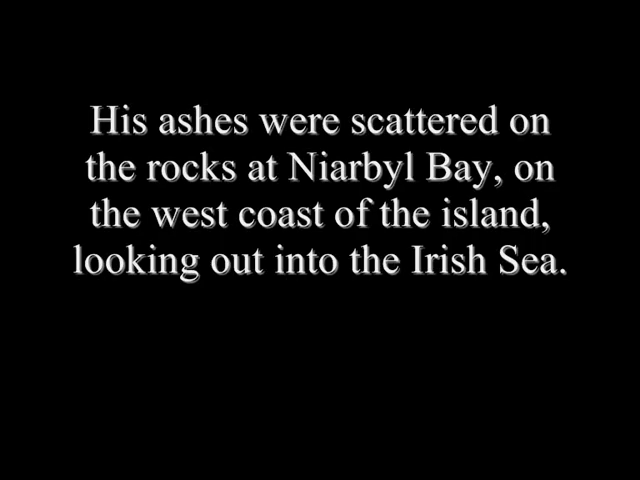 His ashes were scattered on
the rocks at Niarbyl Bay, on
the west coast of the island,
looking out into the Irish Sea.